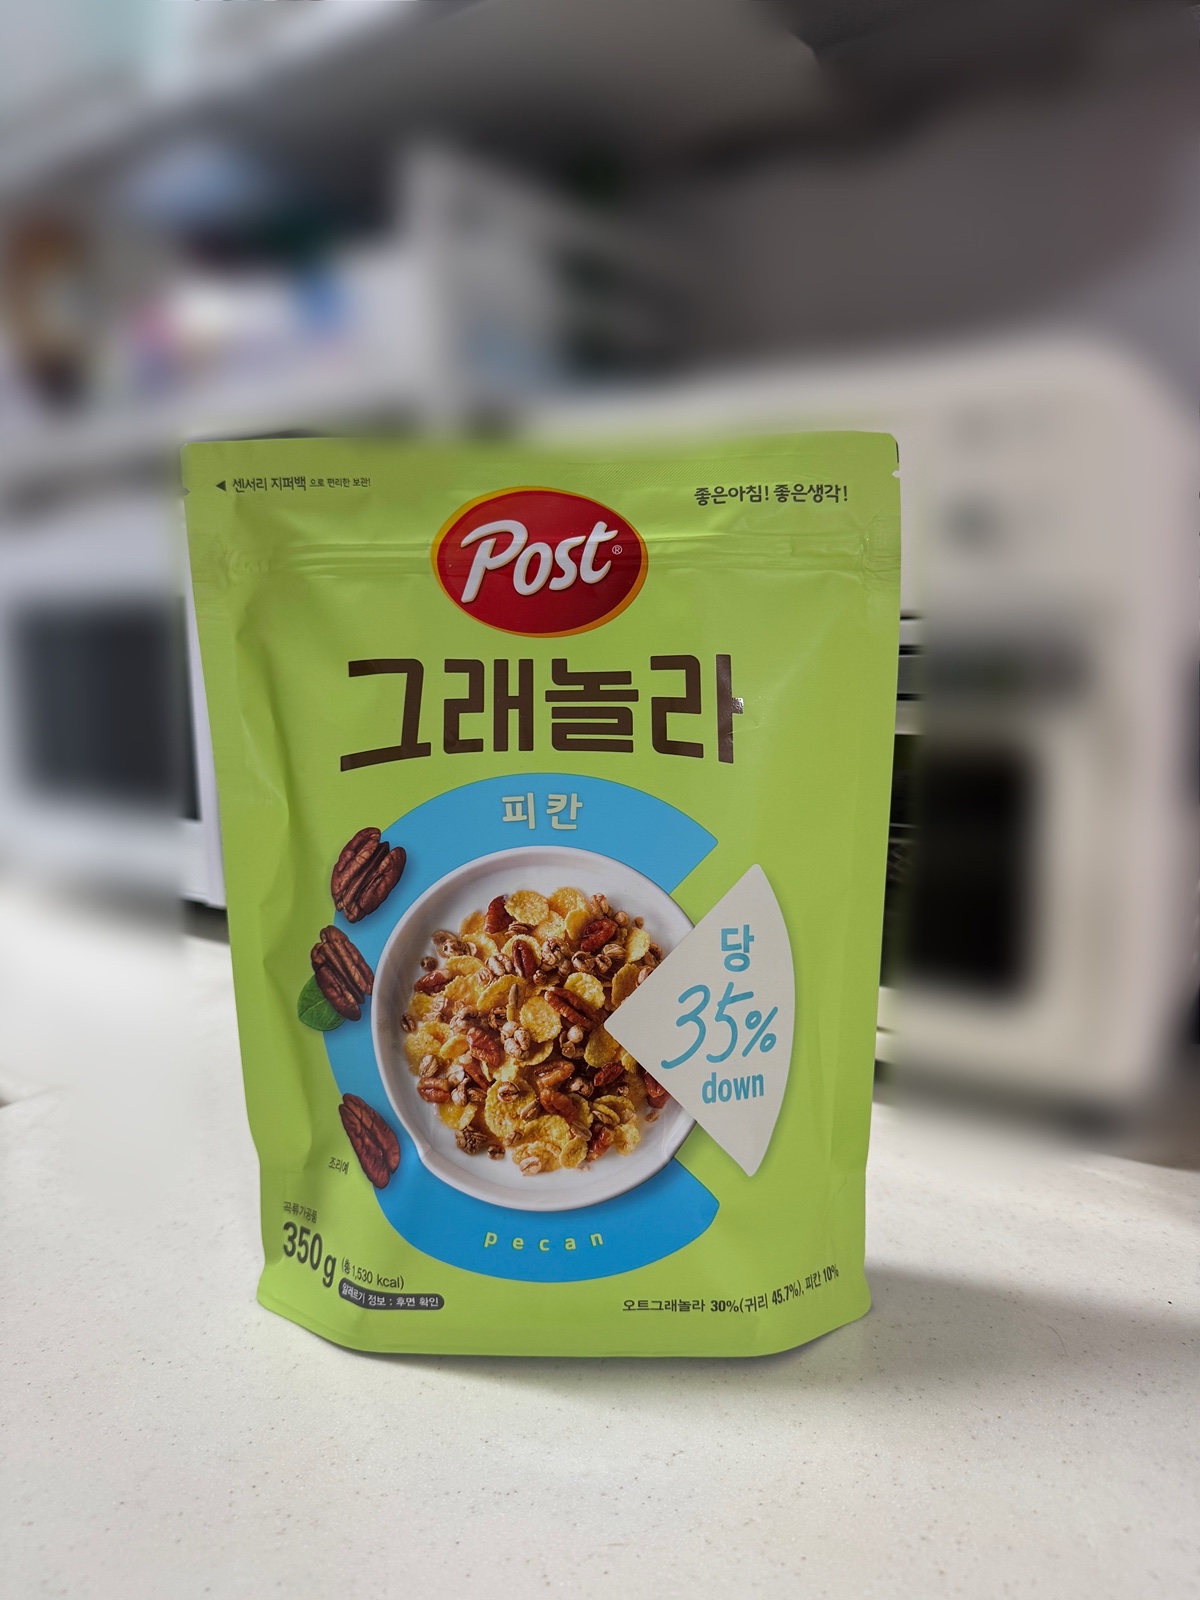 ◀ 센서리 지퍼백 으로 편리한 보관!
좋은아침! 좋은생각!
Post®
그래놀라
피칸
당
35%
down
조리예
pecan
곡류가공품
350g (총 1,530 kcal)
알레르기 정보 : 후면 확인
오트그래놀라 30%(귀리 45.7%), 피칸 10%